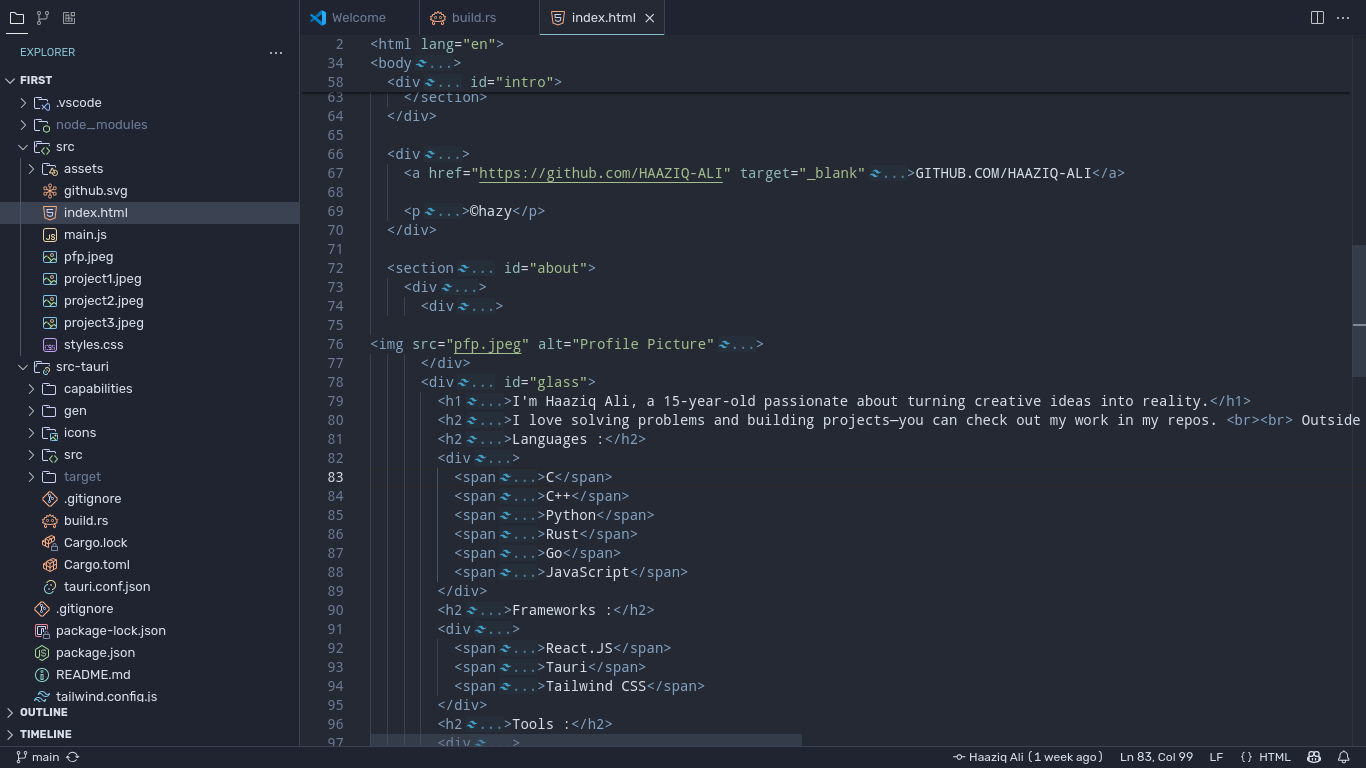 Welcome
build.rs
index.html
EXPLORER
FIRST
.vscode
node_modules
src
assets
github.svg
index.html
main.js
pfp.jpeg
project1.jpeg
project2.jpeg
project3.jpeg
styles.css
src-tauri
capabilities
gen
icons
src
target
.gitignore
build.rs
Cargo.lock
Cargo.toml
tauri.conf.json
.gitignore
package-lock.json
package.json
README.md
tailwind.config.js
OUTLINE
TIMELINE
2 <html lang="en">
34 <body ...>
58 <div ... id="intro">
63 </section>
64 </div>
65
66 <div ...>
67 <a href="https://github.com/HAAZIQ-ALI" target="_blank" ...>GITHUB.COM/HAAZIQ-ALI</a>
68
69 <p ...>©hazy</p>
70 </div>
71
72 <section ... id="about">
73 <div ...>
74 <div ...>
75
76 <img src="pfp.jpeg" alt="Profile Picture" ...>
77 </div>
78 <div ... id="glass">
79 <h1 ...>I'm Haaziq Ali, a 15-year-old passionate about turning creative ideas into reality.</h1>
80 <h2 ...>I love solving problems and building projects—you can check out my work in my repos. <br><br> Outside
81 <h2 ...>Languages :</h2>
82 <div ...>
83 <span ...>C</span>
84 <span ...>C++</span>
85 <span ...>Python</span>
86 <span ...>Rust</span>
87 <span ...>Go</span>
88 <span ...>JavaScript</span>
89 </div>
90 <h2 ...>Frameworks :</h2>
91 <div ...>
92 <span ...>React.JS</span>
93 <span ...>Tauri</span>
94 <span ...>Tailwind CSS</span>
95 </div>
96 <h2 ...>Tools :</h2>
97 <div ...>
main
Haaziq Ali (1 week ago)
Ln 83, Col 99
LF
{} HTML